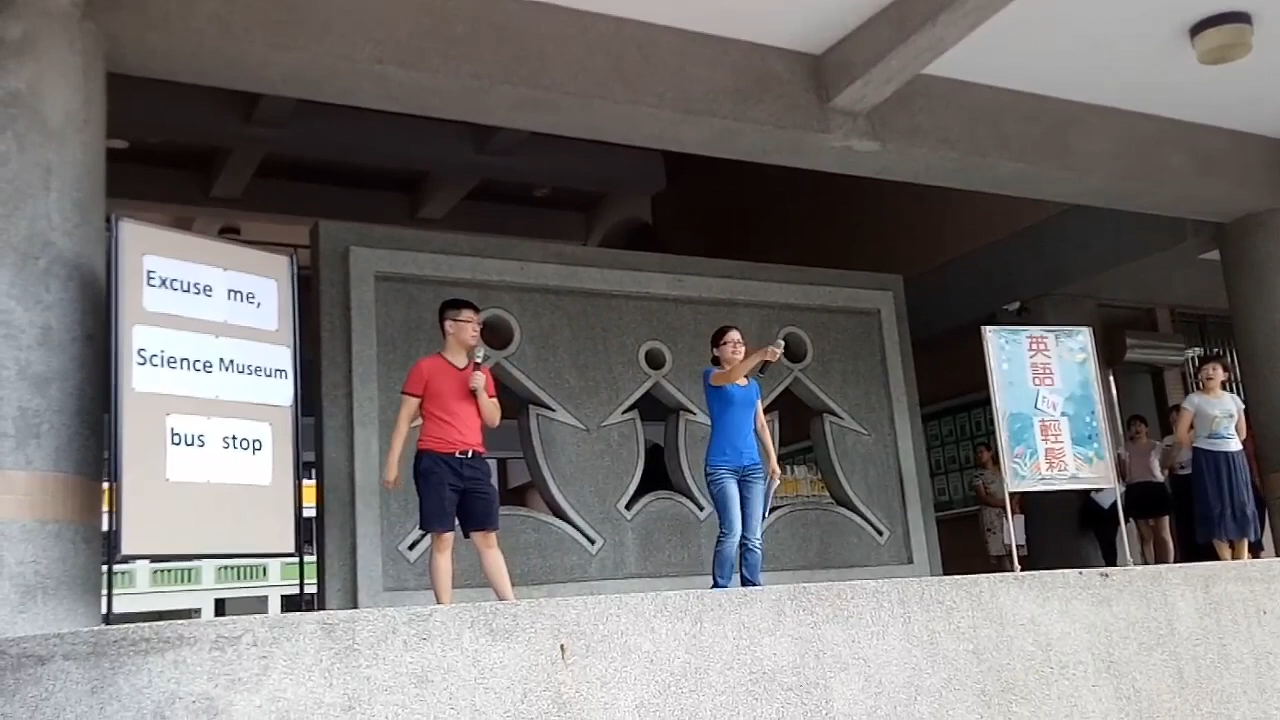 Excuse me,
Science Museum
bus stop
英語
FUN
輕鬆